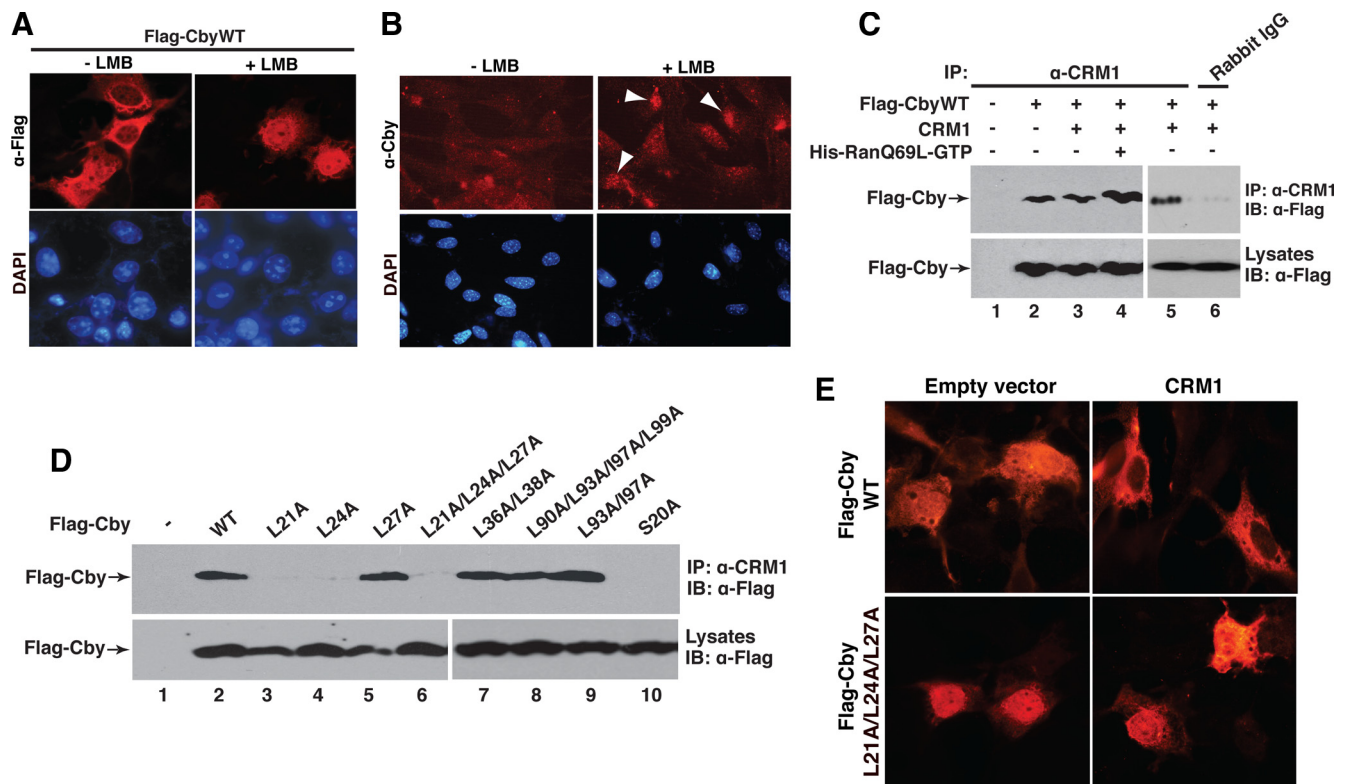 A
Flag-CbyWT
- LMB
+ LMB
α-Flag
DAPI
B
- LMB
+ LMB
α-Cby
DAPI
C
IP:
α-CRM1
Rabbit IgG
Flag-CbyWT - + + + + +
CRM1 - - + + + +
His-RanQ69L-GTP - - - + - -
Flag-Cby→
IP: α-CRM1
IB: α-Flag
Flag-Cby→
Lysates
IB: α-Flag
1 2 3 4 5 6
D
Flag-Cby - WT L21A L24A L27A L21A/L24A/L27A L36A/L38A L90A/L93A/I97A/L99A L93A/I97A S20A
Flag-Cby→
IP: α-CRM1
IB: α-Flag
Flag-Cby→
Lysates
IB: α-Flag
1 2 3 4 5 6 7 8 9 10
E
Empty vector
CRM1
Flag-Cby
WT
Flag-Cby
L21A/L24A/L27A